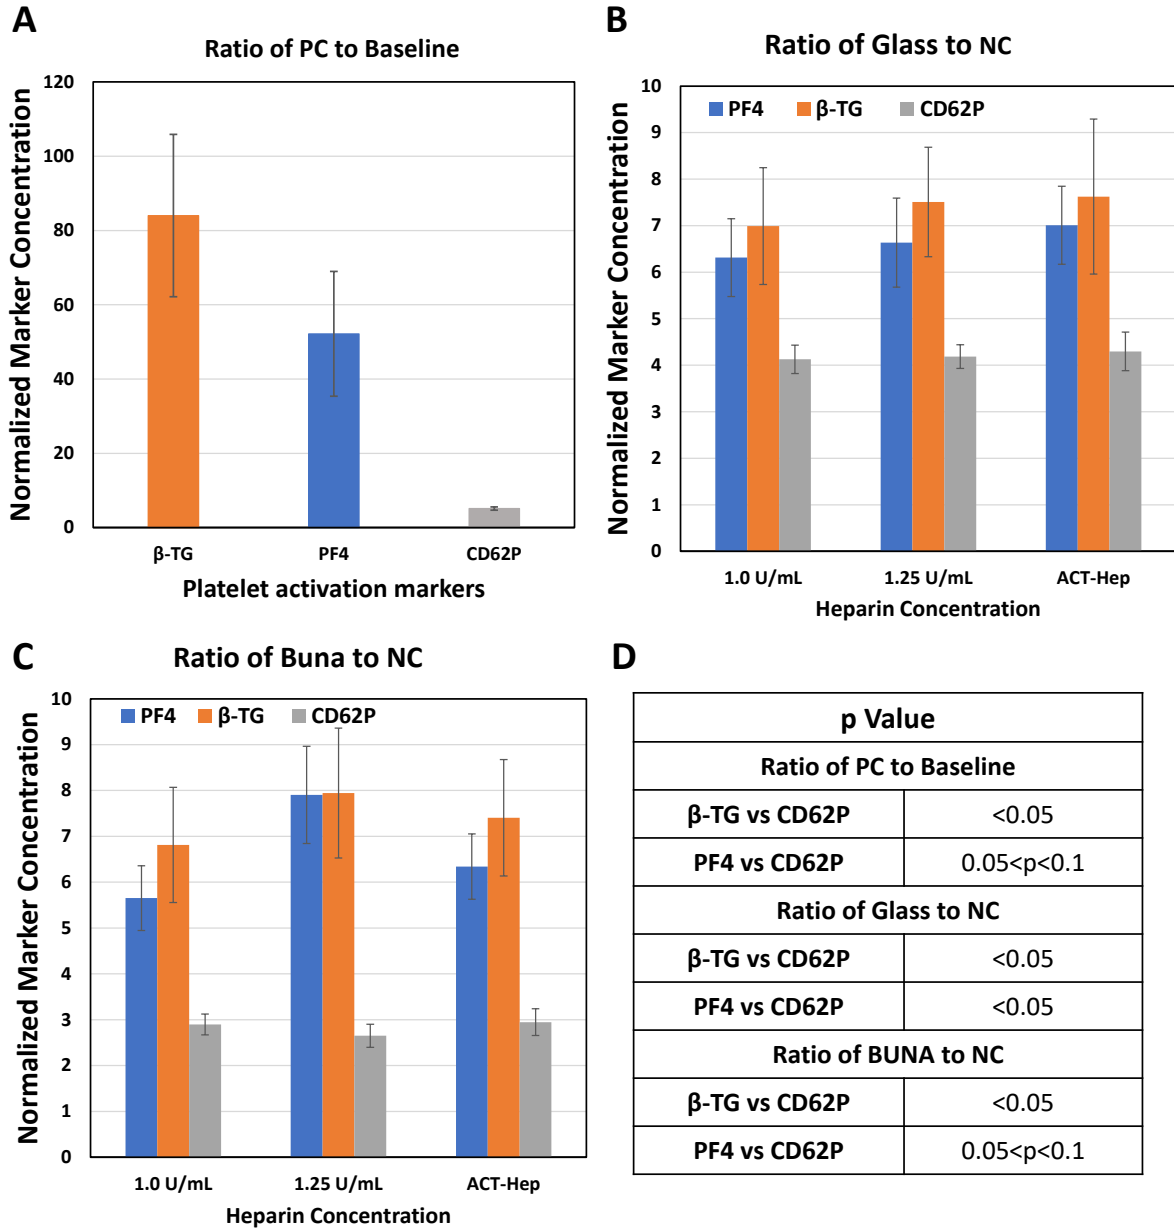 A
Ratio of PC to Baseline
Normalized Marker Concentration
120
100
80
60
40
20
0
β-TG
PF4
CD62P
Platelet activation markers
B
Ratio of Glass to NC
Normalized Marker Concentration
PF4
β-TG
CD62P
10
9
8
7
6
5
4
3
2
1
0
1.0 U/mL
1.25 U/mL
ACT-Hep
Heparin Concentration
C
Ratio of Buna to NC
Normalized Marker Concentration
PF4
β-TG
CD62P
10
9
8
7
6
5
4
3
2
1
0
1.0 U/mL
1.25 U/mL
ACT-Hep
Heparin Concentration
D
p Value
Ratio of PC to Baseline
β-TG vs CD62P <0.05
PF4 vs CD62P 0.05<p<0.1
Ratio of Glass to NC
β-TG vs CD62P <0.05
PF4 vs CD62P <0.05
Ratio of BUNA to NC
β-TG vs CD62P <0.05
PF4 vs CD62P 0.05<p<0.1